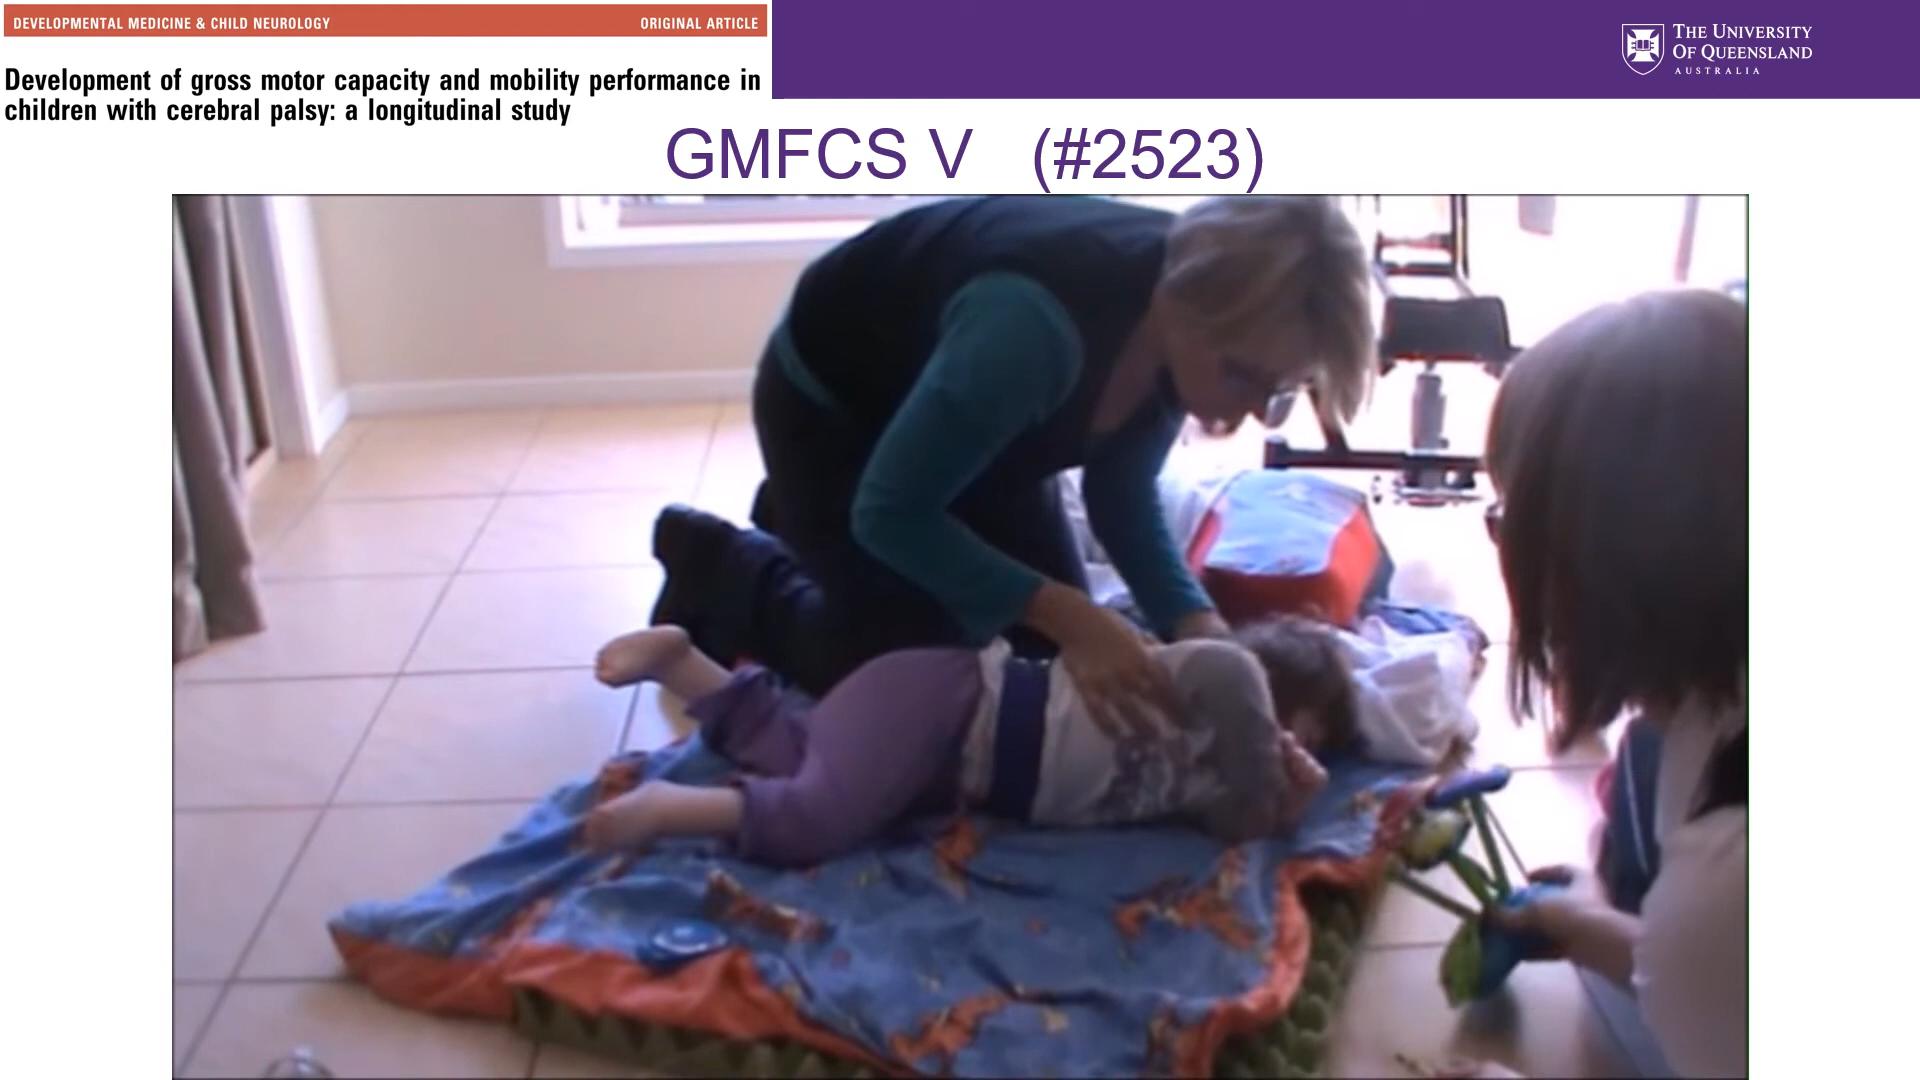 DEVELOPMENTAL MEDICINE & CHILD NEUROLOGY ORIGINAL ARTICLE
Development of gross motor capacity and mobility performance in
children with cerebral palsy: a longitudinal study
THE UNIVERSITY
OF QUEENSLAND
AUSTRALIA
GMFCS V (#2523)